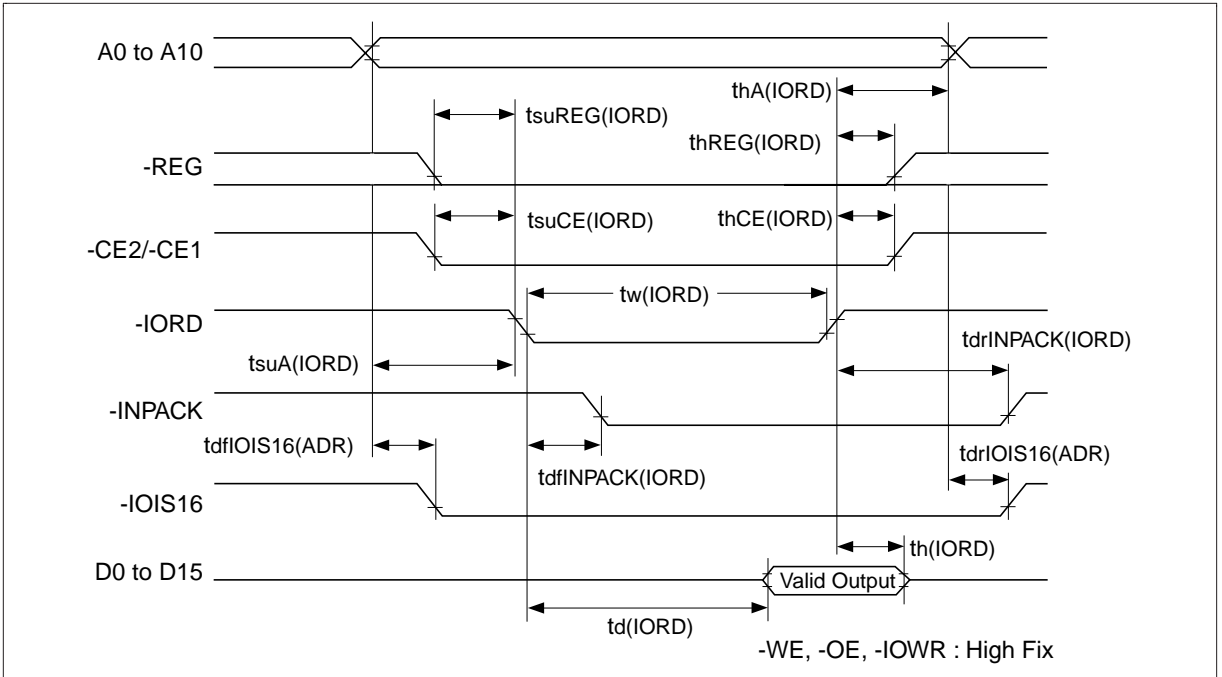 A0 to A10
thA(IORD)
tsuREG(IORD)
thREG(IORD)
-REG
tsuCE(IORD)
thCE(IORD)
-CE2/-CE1
tw(IORD)
-IORD
tdrINPACK(IORD)
tsuA(IORD)
-INPACK
tdfIOIS16(ADR)
tdrIOIS16(ADR)
tdfINPACK(IORD)
-IOIS16
th(IORD)
D0 to D15
Valid Output
td(IORD)
-WE, -OE, -IOWR : High Fix